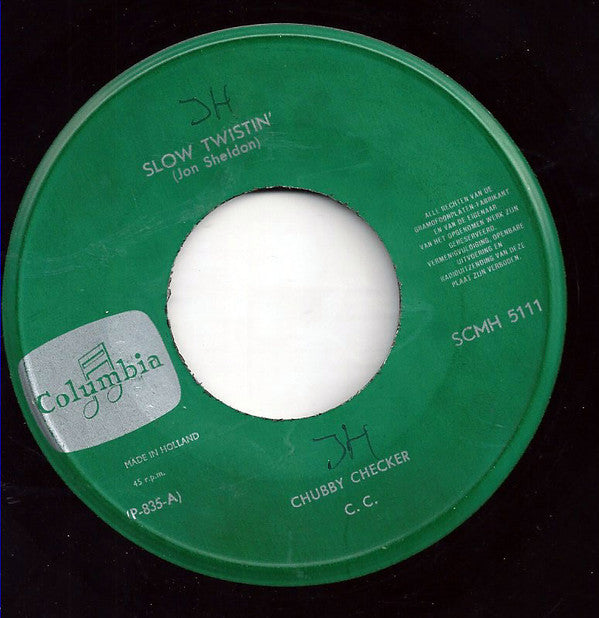 JH
SLOW TWISTIN'
(Jon Sheldon)
ALLE RECHTEN VAN DE
GRAMOFOONPLATEN-FABRIKANT
EN VAN DE EIGENAAR
VAN HET OPGENOMEN WERK ZIJN
GERESERVEERD.
VERMENIGVULDIGING, OPENBARE
UITVOERING EN
RADIOUITZENDING VAN DEZE
PLAAT ZIJN VERBODEN.
SCMH 5111
Columbia
MADE IN HOLLAND
45 r.p.m.
(P-835-A)
JH
CHUBBY CHECKER
C. C.